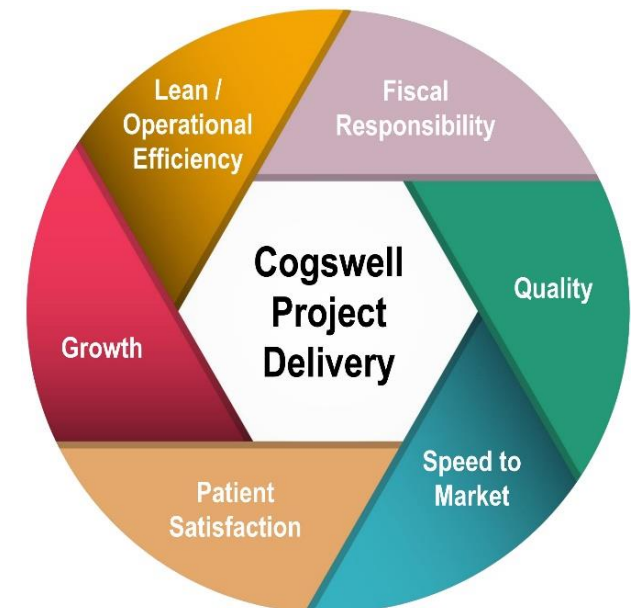 Lean /
Operational
Efficiency
Fiscal
Responsibility
Quality
Speed to
Market
Patient
Satisfaction
Growth
Cogswell
Project
Delivery